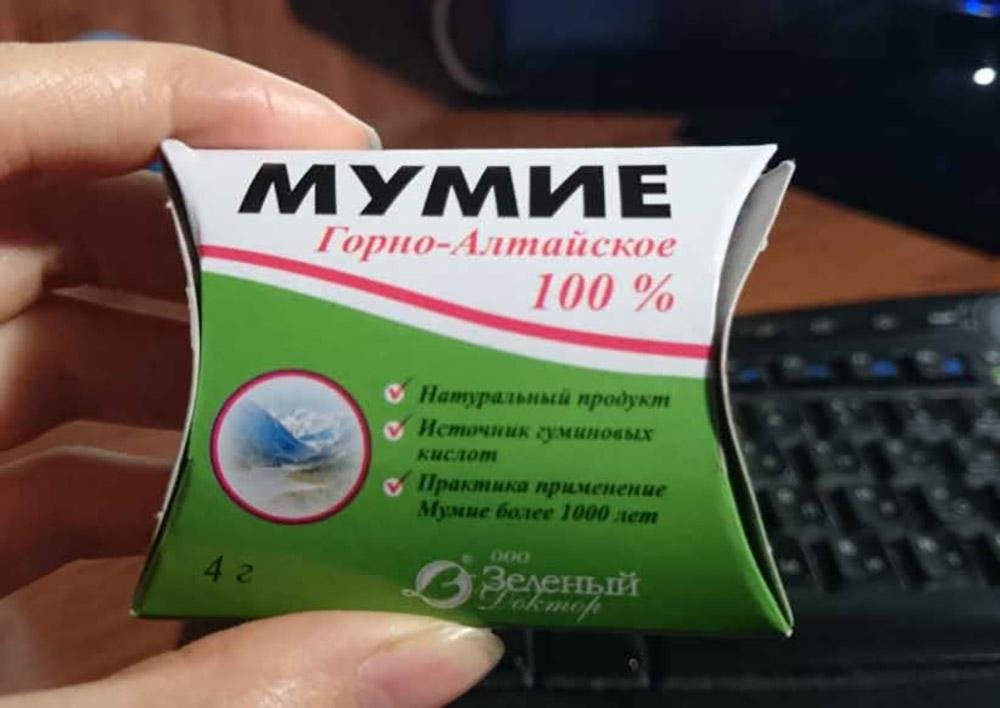 МУМИЕ
Горно-Алтайское
100 %
Натуральный продукт
Источник гуминовых
кислот
Практика применение
Мумие более 1000 лет
4 г
ООО
Зеленый
Доктор